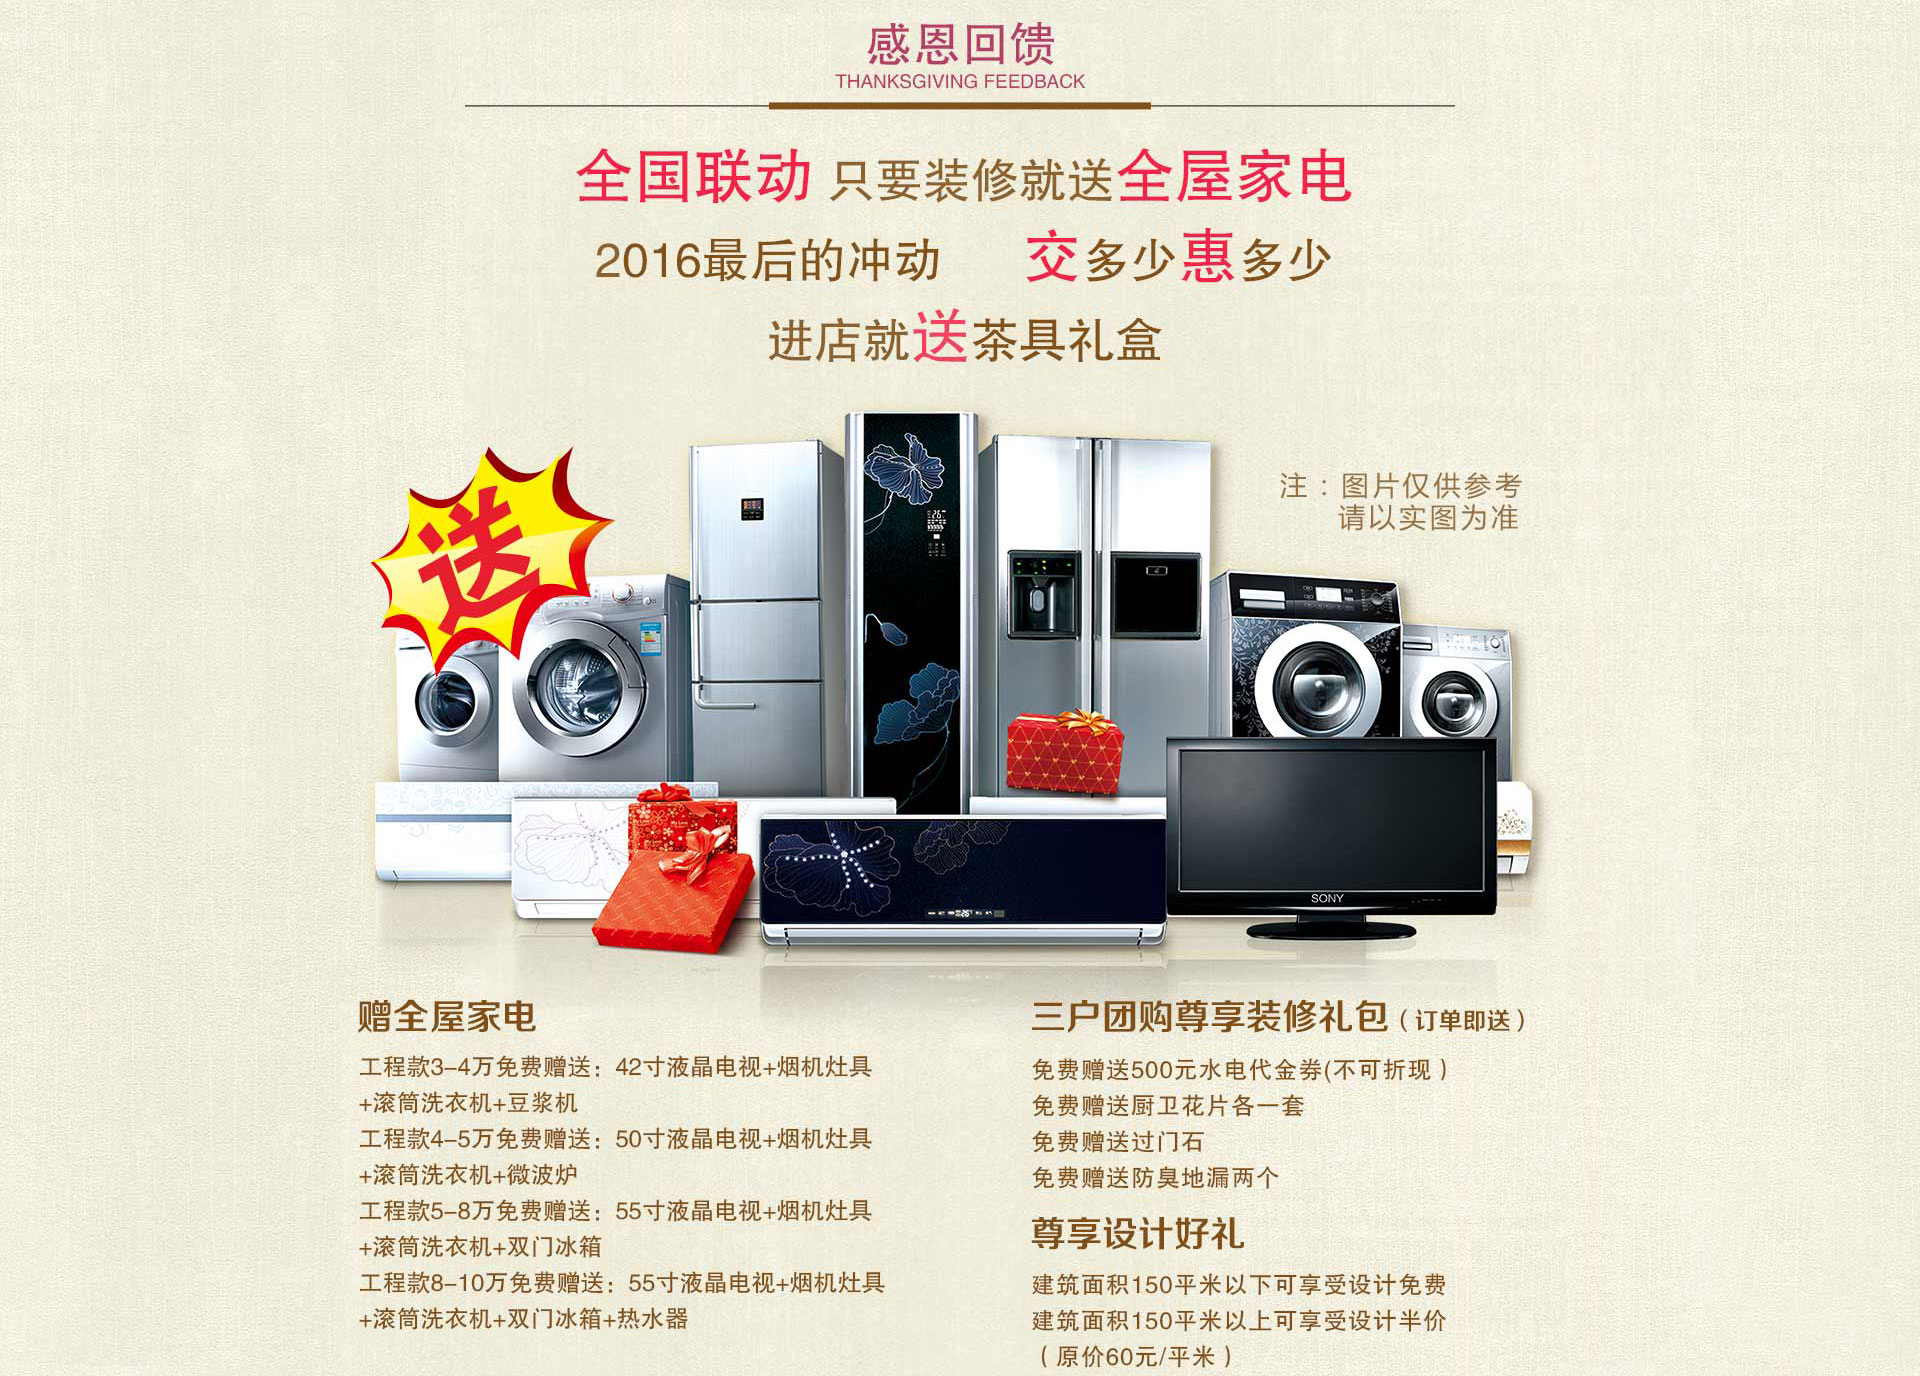 感恩回馈
THANKSGIVING FEEDBACK
全国联动 只要装修就送全屋家电
2016最后的冲动 交多少惠多少
进店就送茶具礼盒
送
注：图片仅供参考
请以实图为准
SONY
赠全屋家电
工程款3-4万免费赠送：42寸液晶电视+烟机灶具
+滚筒洗衣机+豆浆机
工程款4-5万免费赠送：50寸液晶电视+烟机灶具
+滚筒洗衣机+微波炉
工程款5-8万免费赠送：55寸液晶电视+烟机灶具
+滚筒洗衣机+双门冰箱
工程款8-10万免费赠送：55寸液晶电视+烟机灶具
+滚筒洗衣机+双门冰箱+热水器
三户团购尊享装修礼包（订单即送）
免费赠送500元水电代金券(不可折现）
免费赠送厨卫花片各一套
免费赠送过门石
免费赠送防臭地漏两个
尊享设计好礼
建筑面积150平米以下可享受设计免费
建筑面积150平米以上可享受设计半价
（原价60元/平米）